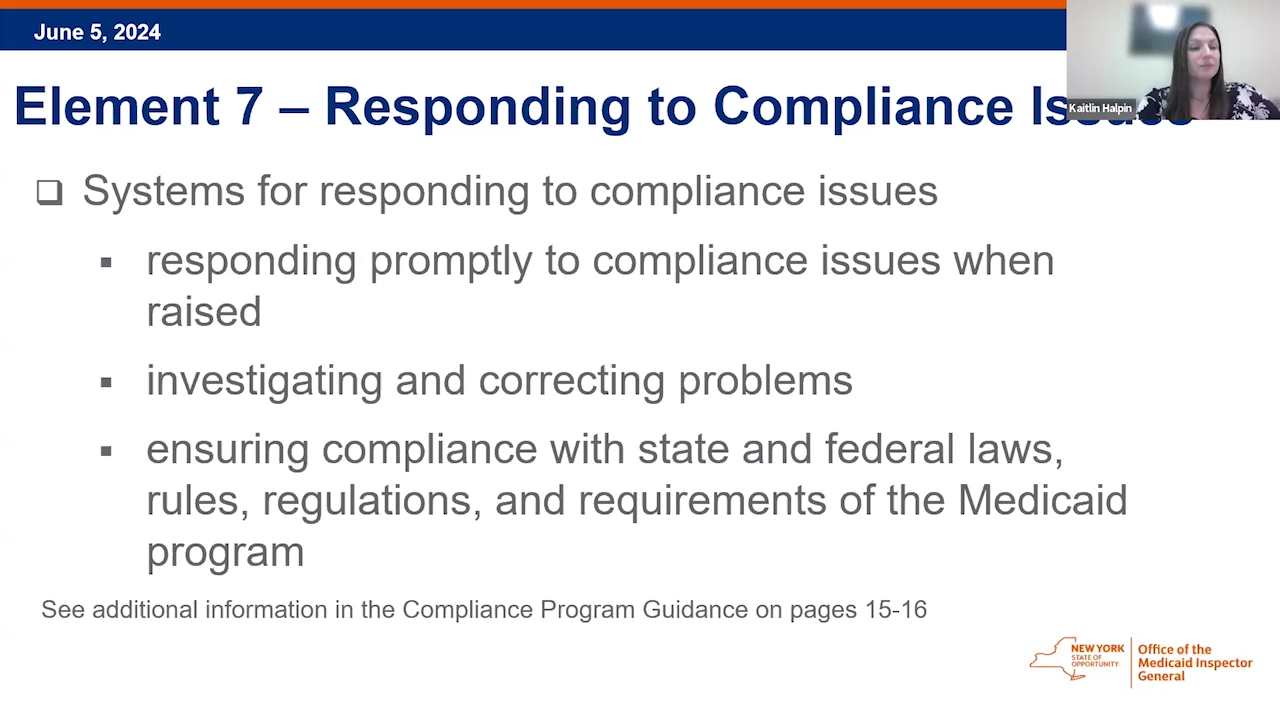 June 5, 2024
Kaitlin Halpin
Element 7 – Responding to Compliance Issues
Systems for responding to compliance issues
responding promptly to compliance issues when
raised
investigating and correcting problems
ensuring compliance with state and federal laws,
rules, regulations, and requirements of the Medicaid
program
See additional information in the Compliance Program Guidance on pages 15-16
NEW YORK
STATE OF
OPPORTUNITY.
Office of the
Medicaid Inspector
General